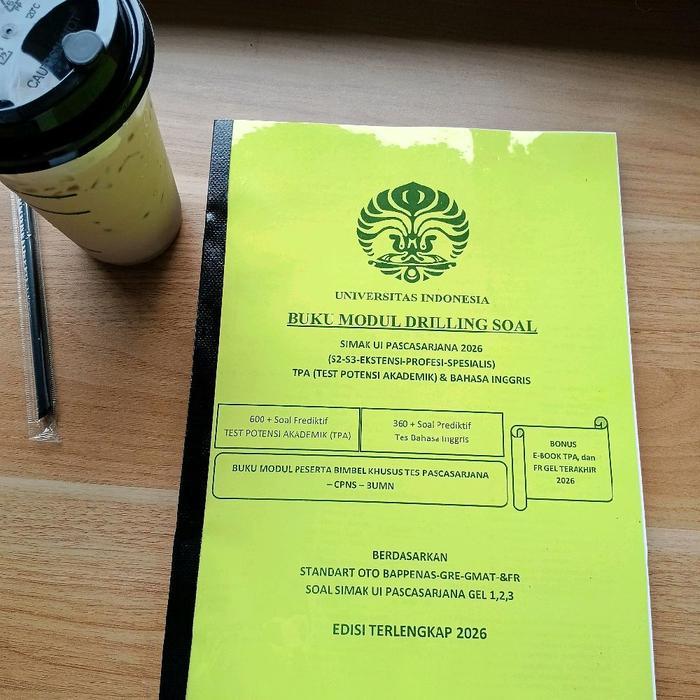 CAU
120°C
UNIVERSITAS INDONESIA
BUKU MODUL DRILLING SOAL
SIMAK UI PASCASARJANA 2026
(S2-S3-EKSTENSI-PROFESI-SPESIALIS)
TPA (TEST POTENSI AKADEMIK) & BAHASA INGGRIS
600 + Soal Prediktif
TEST POTENSI AKADEMIK (TPA)
360 + Soal Prediktif
Tes Bahasa Inggris
BONUS
E-BOOK TPA, dan
FR GEL TERAKHIR
2026
BUKU MODUL PESERTA BIMBEL KHUSUS TES PASCASARJANA
– CPNS – BUMN
BERDASARKAN
STANDART OTO BAPPENAS-GRE-GMAT-&FR
SOAL SIMAK UI PASCASARJANA GEL 1,2,3
EDISI TERLENGKAP 2026